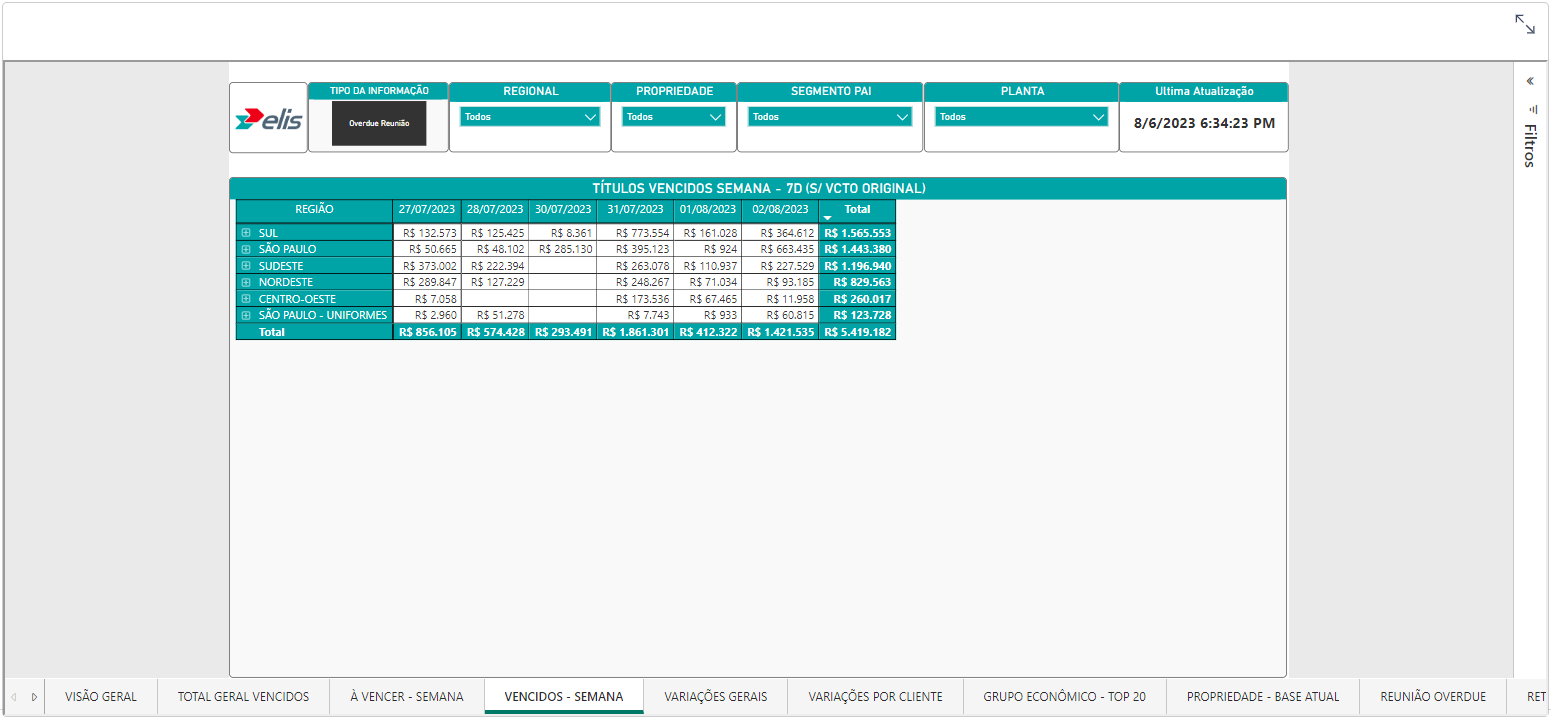 elis
TIPO DA INFORMAÇÃO
Overdue Reunião
REGIONAL
Todos
PROPRIEDADE
Todos
SEGMENTO PAI
Todos
PLANTA
Todos
Ultima Atualização
8/6/2023 6:34:23 PM
Filtros
TÍTULOS VENCIDOS SEMANA - 7D (S/ VCTO ORIGINAL)
REGIÃO 27/07/2023 28/07/2023 30/07/2023 31/07/2023 01/08/2023 02/08/2023 Total
SUL R$ 132.573 R$ 125.425 R$ 8.361 R$ 773.554 R$ 161.028 R$ 364.612 R$ 1.565.553
SÃO PAULO R$ 50.665 R$ 48.102 R$ 285.130 R$ 395.123 R$ 924 R$ 663.435 R$ 1.443.380
SUDESTE R$ 373.002 R$ 222.394 R$ 263.078 R$ 110.937 R$ 227.529 R$ 1.196.940
NORDESTE R$ 289.847 R$ 127.229 R$ 248.267 R$ 71.034 R$ 93.185 R$ 829.563
CENTRO-OESTE R$ 7.058 R$ 173.536 R$ 67.465 R$ 11.958 R$ 260.017
SÃO PAULO - UNIFORMES R$ 2.960 R$ 51.278 R$ 7.743 R$ 933 R$ 60.815 R$ 123.728
Total R$ 856.105 R$ 574.428 R$ 293.491 R$ 1.861.301 R$ 412.322 R$ 1.421.535 R$ 5.419.182
VISÃO GERAL TOTAL GERAL VENCIDOS À VENCER - SEMANA VENCIDOS - SEMANA VARIAÇÕES GERAIS VARIAÇÕES POR CLIENTE GRUPO ECONÔMICO - TOP 20 PROPRIEDADE - BASE ATUAL REUNIÃO OVERDUE RET